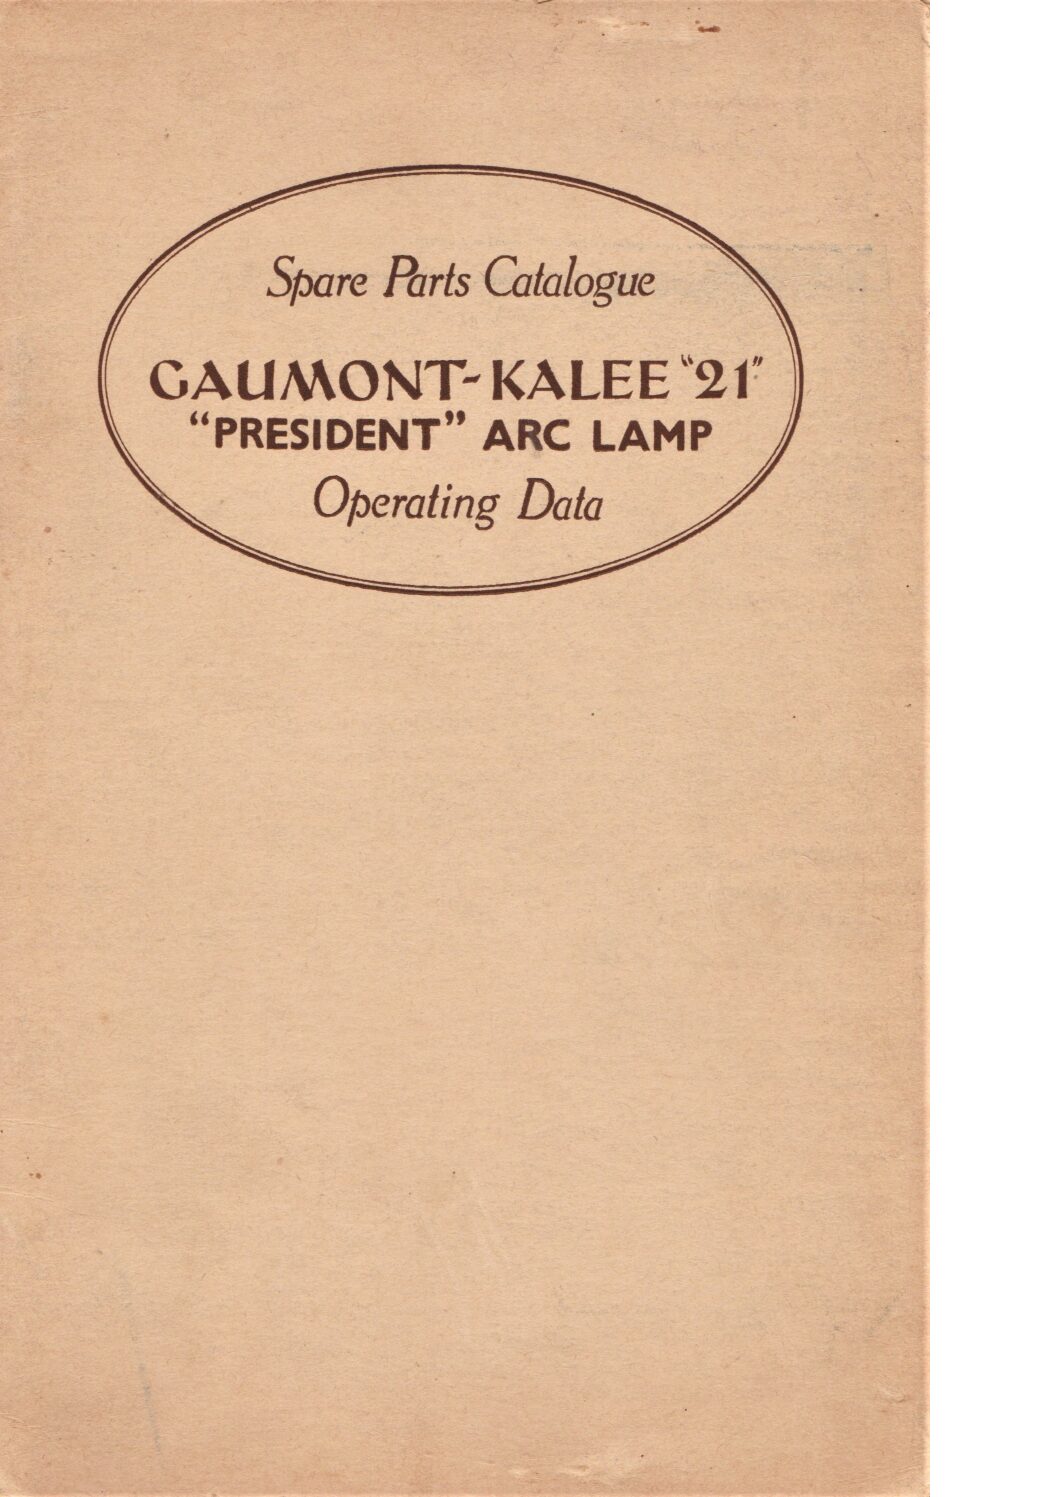 Spare Parts Catalogue
GAUMONT-KALEE "21"
"PRESIDENT" ARC LAMP
Operating Data